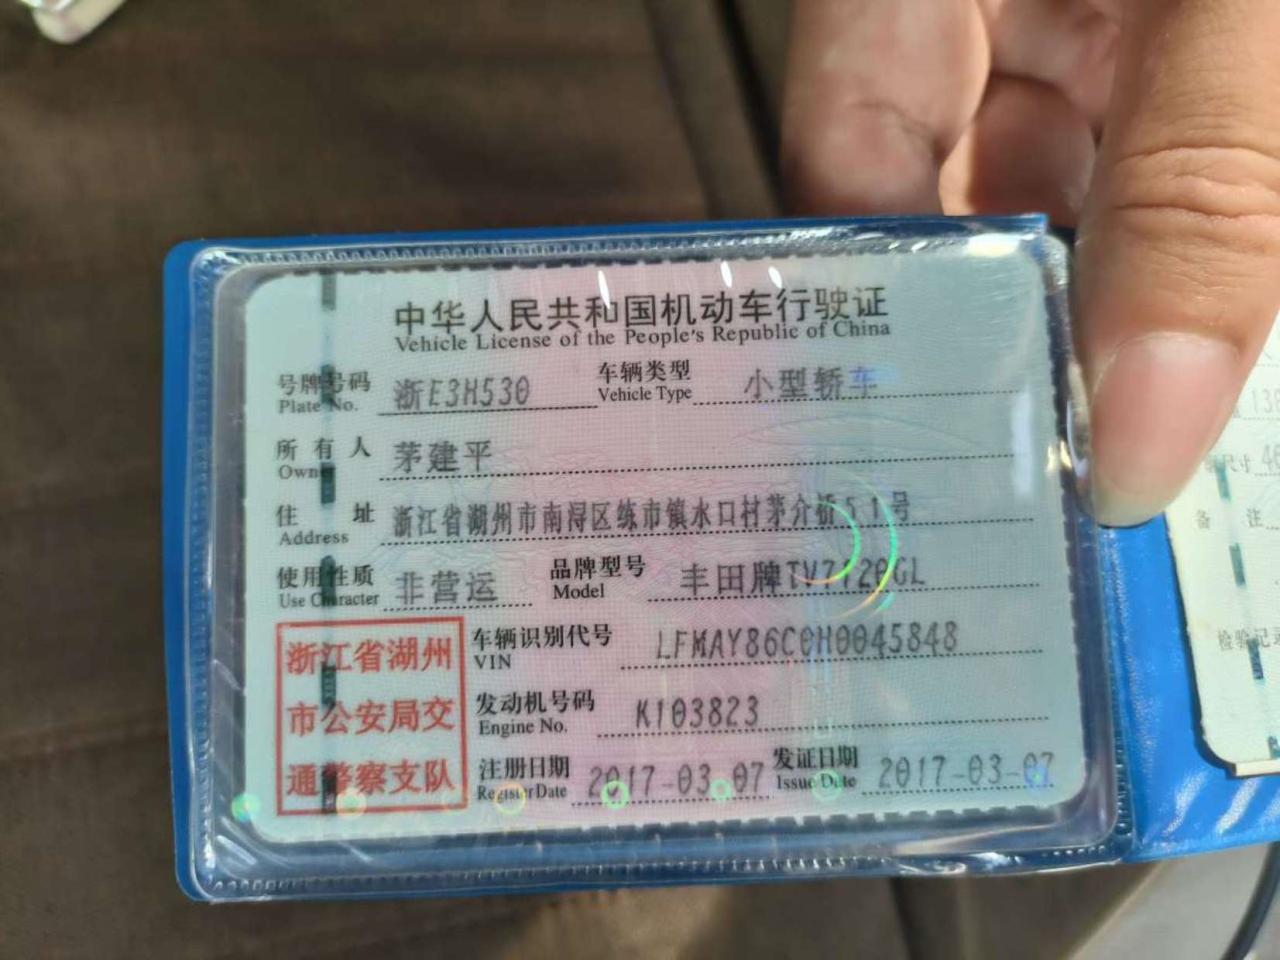 中华人民共和国机动车行驶证
Vehicle License of the People's Republic of China
号牌号码 浙E3H530 车辆类型 小型轿车
Plate No. Vehicle Type
所有人 茅建平
Owner
住址 浙江省湖州市南浔区练市镇水口村茅介桥51号
Address
使用性质 非营运 品牌型号 丰田牌TV7120GL
Use Character Model
浙江省湖州
市公安局交
通警察支队
车辆识别代号 LFMAY86C0H0045848
VIN
发动机号码 K103823
Engine No.
注册日期 2017-03-07 发证日期 2017-03-07
Register Date Issue Date
备 注
检验记录